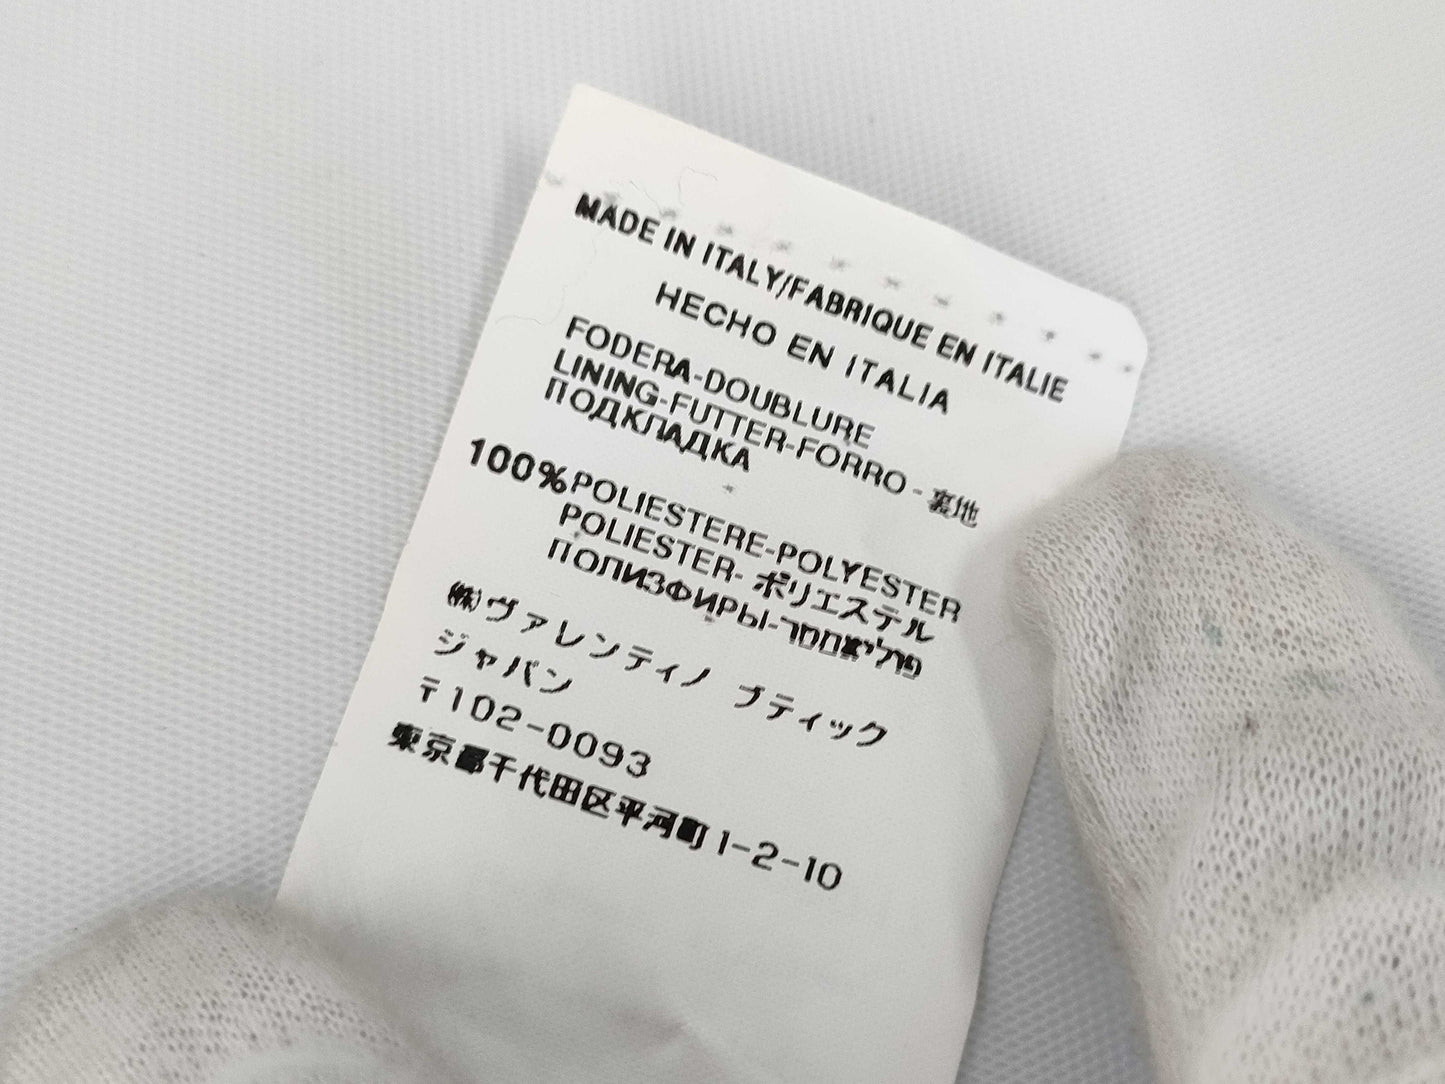 MADE IN ITALY/FABRIQUE EN ITALIE
HECHO EN ITALIA
FODERA-DOUBLURE
LINING-FUTTER-FORRO - 裏地
ПОДКЛАДКА
100% POLIESTERE-POLYESTER
POLIESTER- ポリエステル
ПОЛИЭФИРЫ-פוליאסטר
㈱ヴァレンティノ ブティック
ジャパン
〒102-0093
東京都千代田区平河町1-2-10